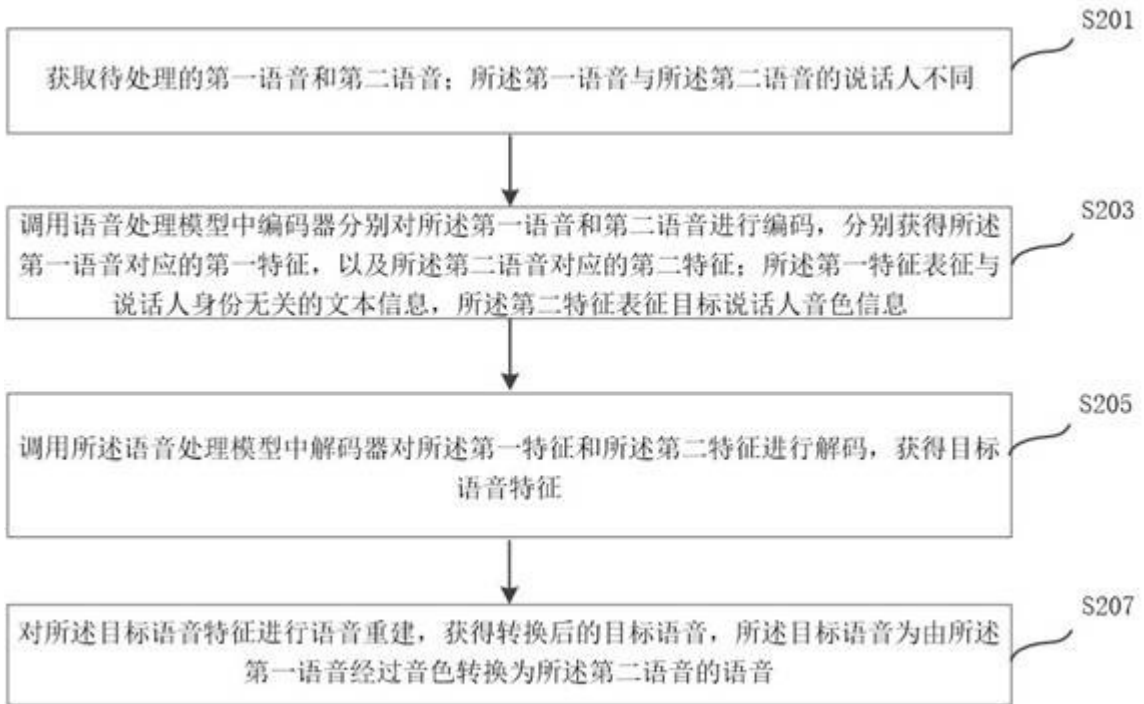 S201
获取待处理的第一语音和第二语音；所述第一语音与所述第二语音的说话人不同
S203
调用语音处理模型中编码器分别对所述第一语音和第二语音进行编码，分别获得所述
第一语音对应的第一特征，以及所述第二语音对应的第二特征；所述第一特征表征与
说话人身份无关的文本信息，所述第二特征表征目标说话人音色信息
S205
调用所述语音处理模型中解码器对所述第一特征和所述第二特征进行解码，获得目标
语音特征
S207
对所述目标语音特征进行语音重建，获得转换后的目标语音，所述目标语音为由所述
第一语音经过音色转换为所述第二语音的语音